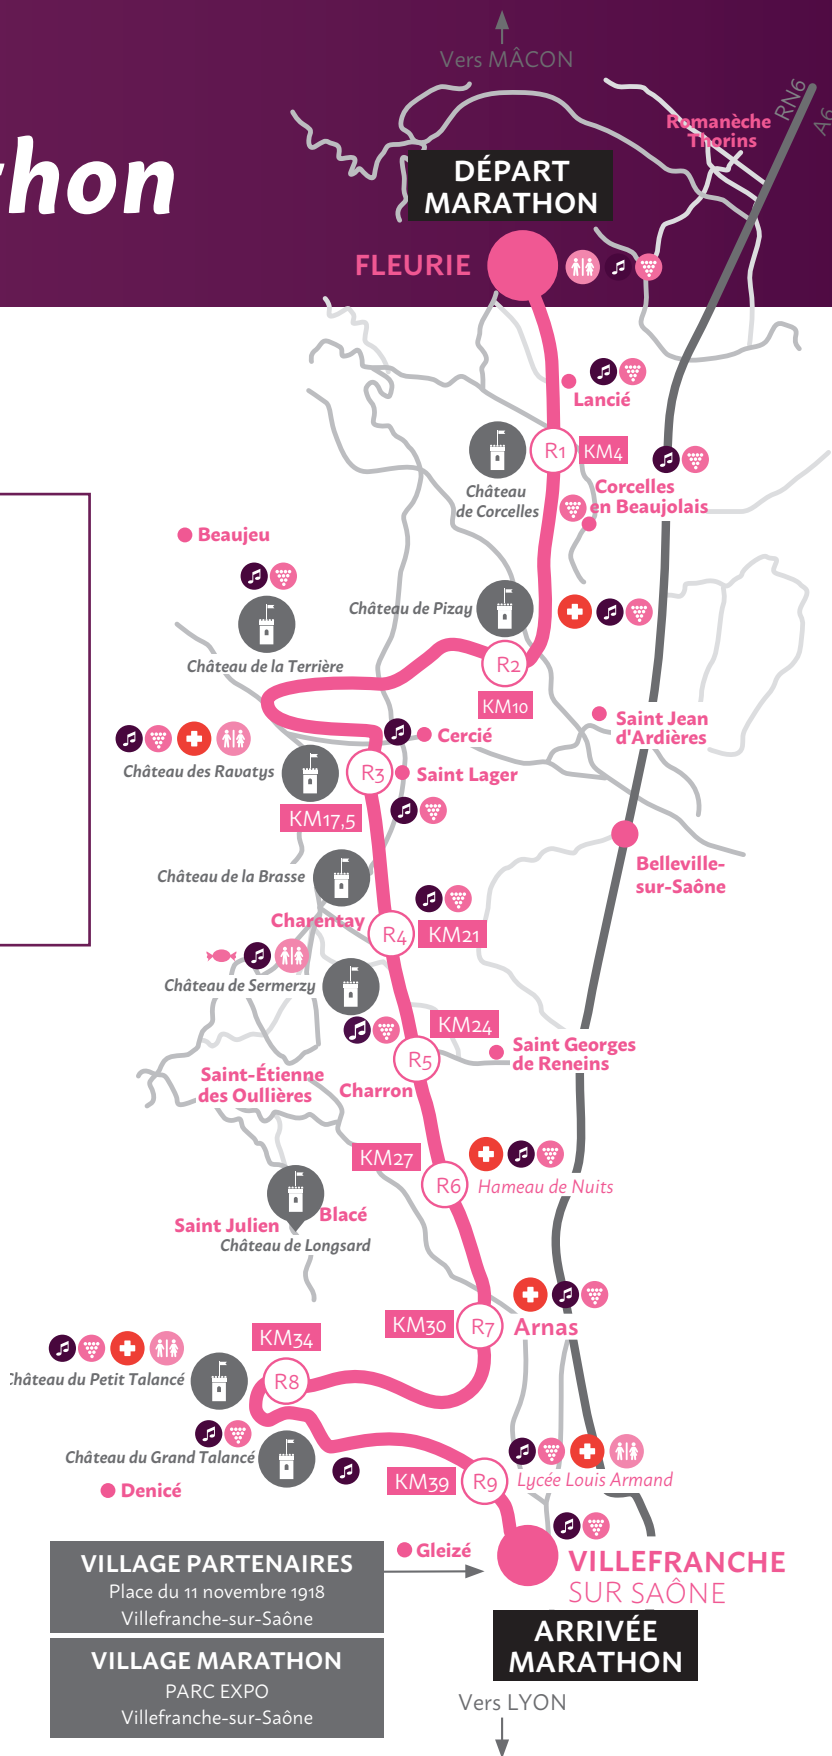 Vers MÂCON
RN6
A6
Romanèche
Thorins
hon
DÉPART
MARATHON
FLEURIE
Lancié
R1
KM4
Château
de Corcelles
Corcelles
en Beaujolais
Beaujeu
Château de Pizay
Château de la Terrière
R2
KM10
Saint Jean
d'Ardières
Cercié
Château des Ravatys
R3
Saint Lager
KM17,5
Belleville-
sur-Saône
Château de la Brasse
Charentay
R4
KM21
Château de Sermerzy
KM24
R5
Saint Georges
de Reneins
Saint-Étienne
des Oullières
Charron
KM27
R6
Hameau de Nuits
Saint Julien
Blacé
Château de Longsard
KM30
R7
Arnas
KM34
R8
Château du Petit Talancé
Château du Grand Talancé
KM39
R9
Lycée Louis Armand
Denicé
Gleizé
VILLAGE PARTENAIRES
Place du 11 novembre 1918
Villefranche-sur-Saône
VILLEFRANCHE
SUR SAÔNE
ARRIVÉE
MARATHON
VILLAGE MARATHON
PARC EXPO
Villefranche-sur-Saône
Vers LYON